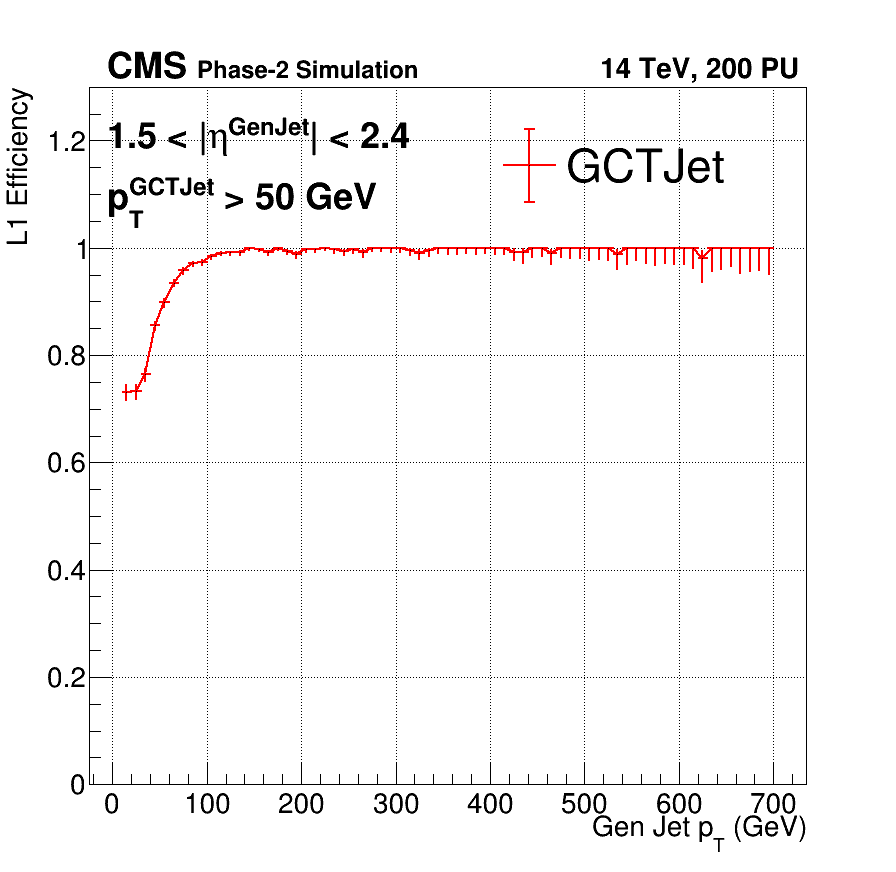 CMS Phase-2 Simulation 14 TeV, 200 PU
L1 Efficiency
1.5 < |η^GenJet| < 2.4
p_T^GCTJet > 50 GeV
GCTJet
1.2
1
0.8
0.6
0.4
0.2
0
0 100 200 300 400 500 600 700
Gen Jet p_T (GeV)